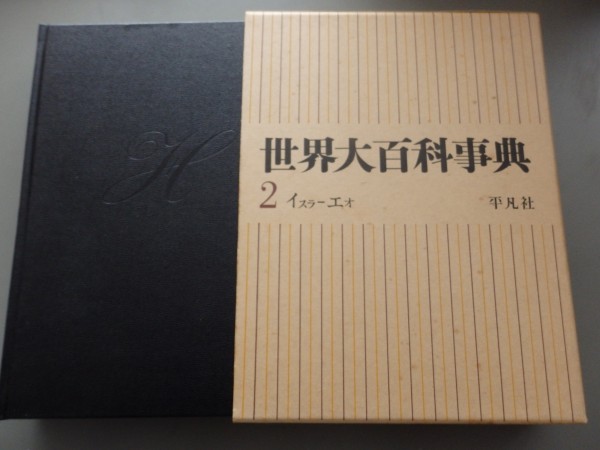 H
世界大百科事典
2 イスラーエオ
平凡社